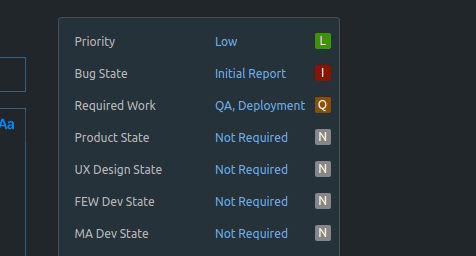 Priority Low L
Bug State Initial Report I
Required Work QA, Deployment Q
Aa
Product State Not Required N
UX Design State Not Required N
FEW Dev State Not Required N
MA Dev State Not Required N